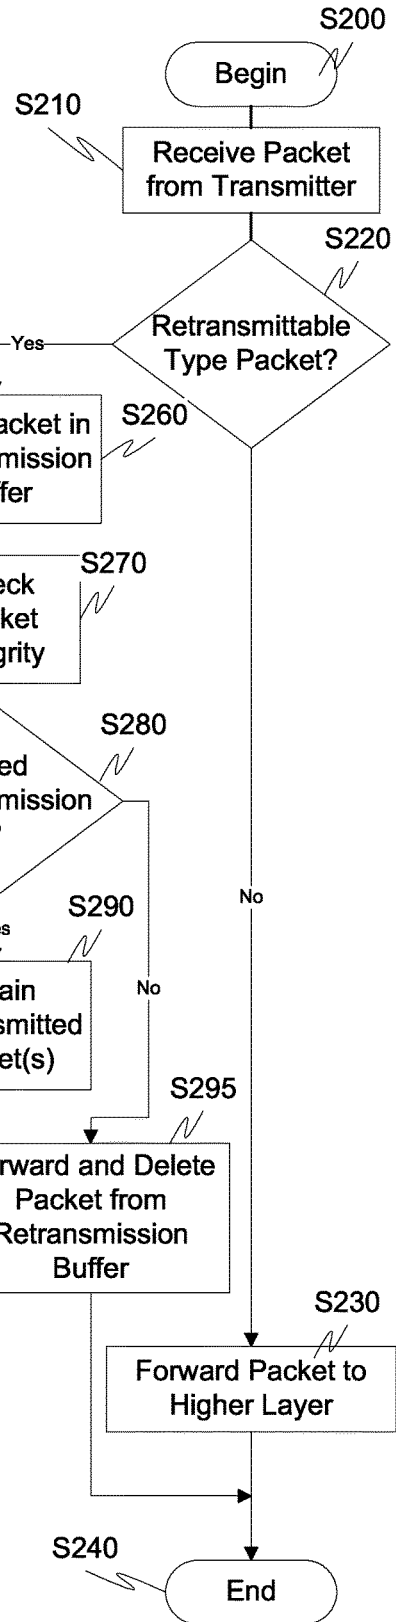 S200
Begin
S210
Receive Packet
from Transmitter
S220
Retransmittable
Type Packet?
Yes
S260
acket in
mission
ffer
S270
eck
ket
grity
S280
ed
mission
?
No
S290
es
ain
smitted
et(s)
No
S295
rward and Delete
Packet from
Retransmission
Buffer
S230
Forward Packet to
Higher Layer
S240
End